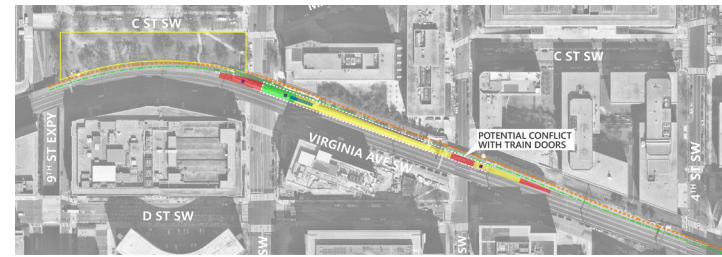 C ST SW
C ST SW
POTENTIAL CONFLICT
WITH TRAIN DOORS
VIRGINIA AVE SW
9TH ST EXPY
4TH ST SW
D ST SW
SW
SW